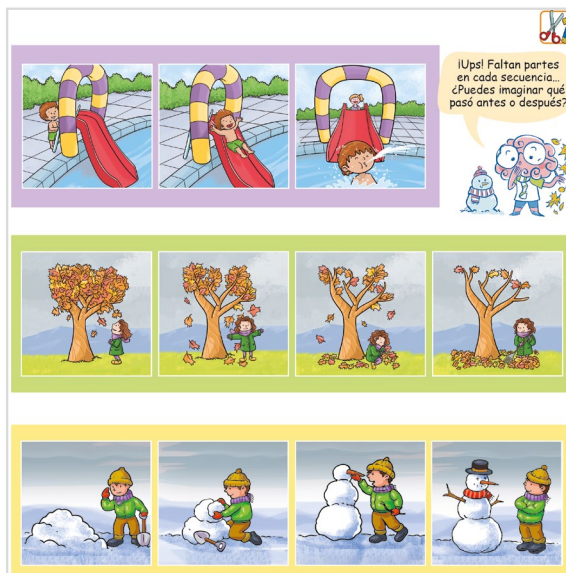 ¡Ups! Faltan partes
en cada secuencia...
¿Puedes imaginar qué
pasó antes o después?